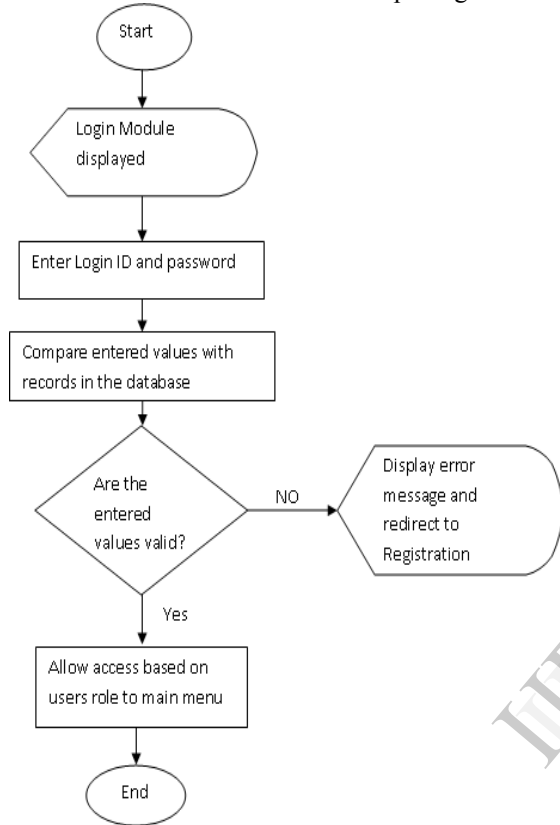 Start
Login Module
displayed
Enter Login ID and password
Compare entered values with
records in the database
Are the
entered
values valid?
NO
Display error
message and
redirect to
Registration
Yes
Allow access based on
users role to main menu
End